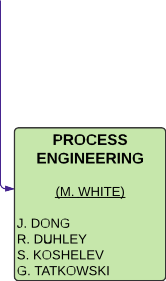 PROCESS
ENGINEERING
(M. WHITE)
J. DONG
R. DUHLEY
S. KOSHELEV
G. TATKOWSKI